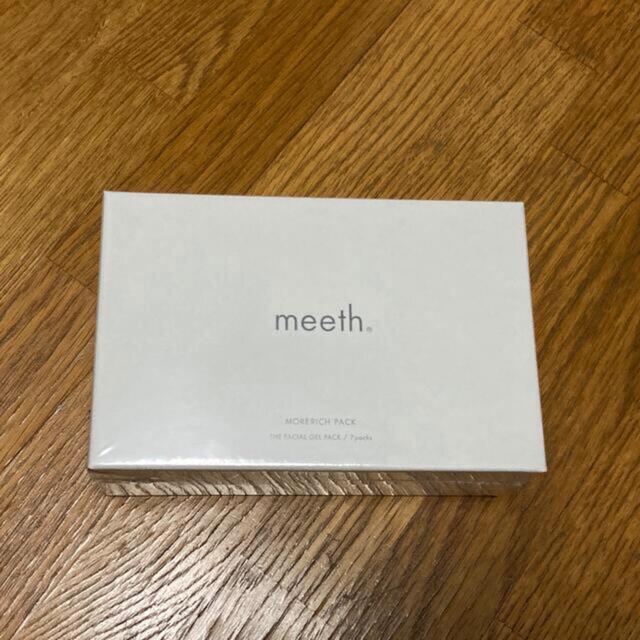 meeth®
MORERICH PACK
THE FACIAL GEL PACK / 7packs